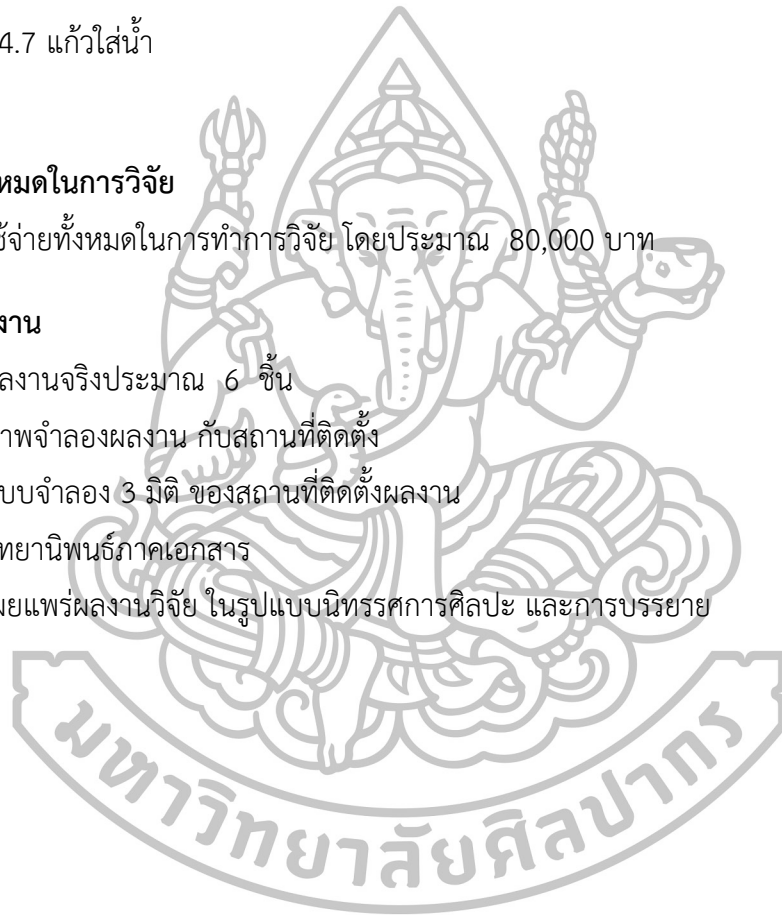 4.7 แก้วใส่น้ำ
หมดในการวิจัย
ช้จ่ายทั้งหมดในการทำการวิจัย โดยประมาณ 80,000 บาท
งาน
ลงานจริงประมาณ 6 ชิ้น
าพจำลองผลงาน กับสถานที่ติดตั้ง
บบจำลอง 3 มิติ ของสถานที่ติดตั้งผลงาน
ทยานิพนธ์ภาคเอกสาร
ผยแพร่ผลงานวิจัย ในรูปแบบนิทรรศการศิลปะ และการบรรยาย
มหาวิทยาลัยศิลปากร